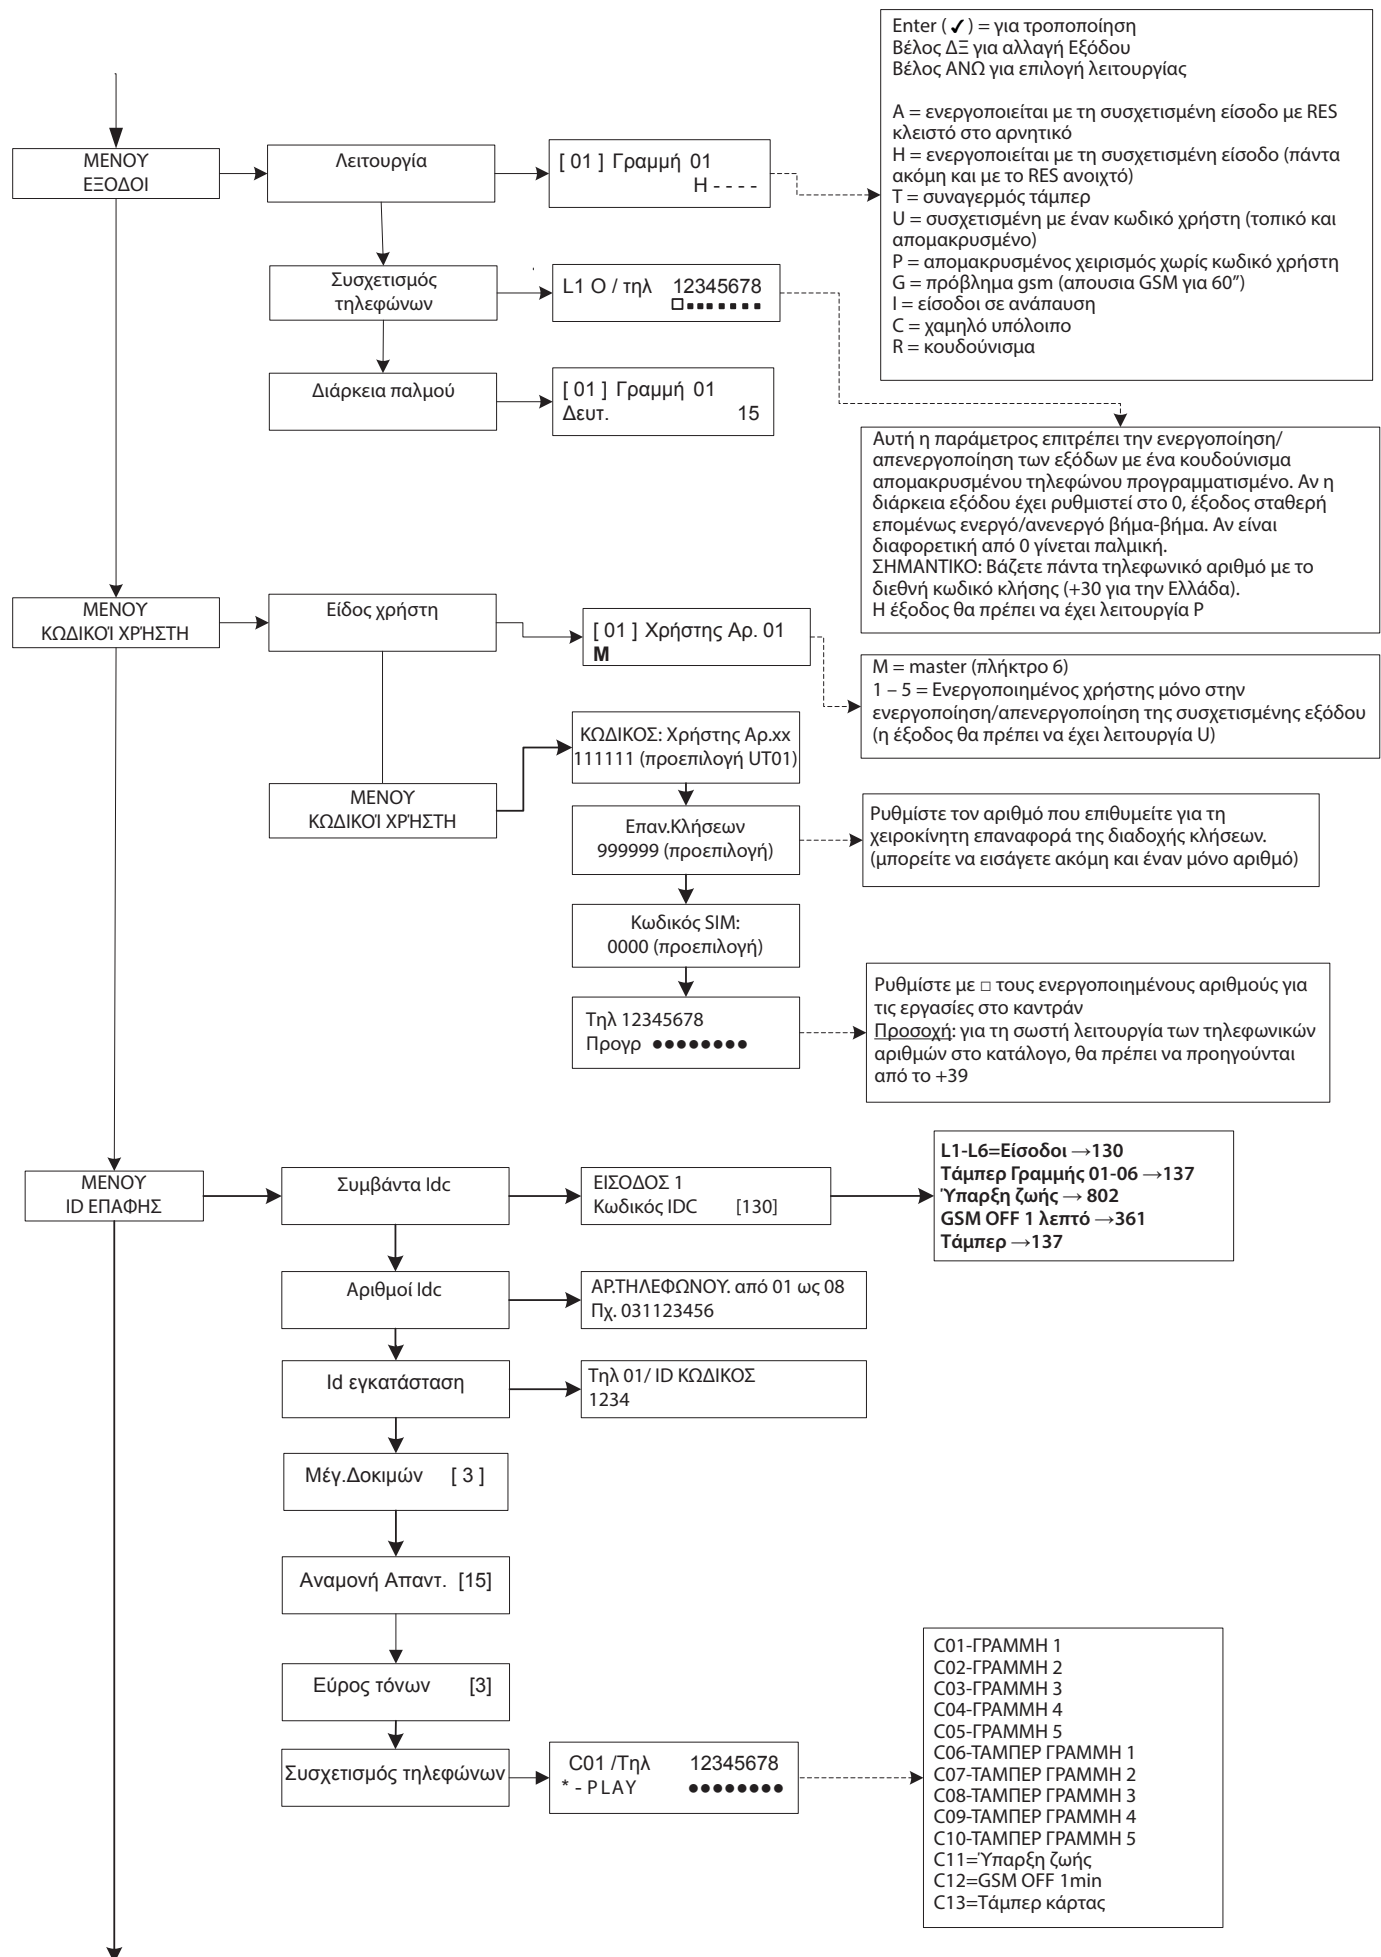 Enter ( ✓ ) = για τροποποίηση
Βέλος ΔΞ για αλλαγή Εξόδου
Βέλος ΑΝΩ για επιλογή λειτουργίας
A = ενεργοποιείται με τη συσχετισμένη είσοδο με RES
κλειστό στο αρνητικό
H = ενεργοποιείται με τη συσχετισμένη είσοδο (πάντα
ακόμη και με το RES ανοιχτό)
T = συναγερμός τάμπερ
U = συσχετισμένη με έναν κωδικό χρήστη (τοπικό και
απομακρυσμένο)
P = απομακρυσμένος χειρισμός χωρίς κωδικό χρήστη
G = πρόβλημα gsm (απουσια GSM για 60”)
I = είσοδοι σε ανάπαυση
C = χαμηλό υπόλοιπο
R = κουδούνισμα
ΜΕΝΟΥ
ΕΞΟΔΟΙ
Λειτουργία
[ 01 ] Γραμμή 01
H - - - -
Συσχετισμός
τηλεφώνων
L1 O / τηλ 12345678
□▪▪▪▪▪▪▪
Διάρκεια παλμού
[ 01 ] Γραμμή 01
Δευτ. 15
Αυτή η παράμετρος επιτρέπει την ενεργοποίηση/
απενεργοποίηση των εξόδων με ένα κουδούνισμα
απομακρυσμένου τηλεφώνου προγραμματισμένο. Αν η
διάρκεια εξόδου έχει ρυθμιστεί στο 0, έξοδος σταθερή
επομένως ενεργό/ανενεργό βήμα-βήμα. Αν είναι
διαφορετική από 0 γίνεται παλμική.
ΣΗΜΑΝΤΙΚΟ: Βάζετε πάντα τηλεφωνικό αριθμό με το
διεθνή κωδικό κλήσης (+30 για την Ελλάδα).
Η έξοδος θα πρέπει να έχει λειτουργία P
ΜΕΝΟΥ
ΚΩΔΙΚΟΊ ΧΡΉΣΤΗ
Είδος χρήστη
[ 01 ] Χρήστης Αρ. 01
M
M = master (πλήκτρο 6)
1 – 5 = Ενεργοποιημένος χρήστης μόνο στην
ενεργοποίηση/απενεργοποίηση της συσχετισμένης εξόδου
(η έξοδος θα πρέπει να έχει λειτουργία U)
ΜΕΝΟΥ
ΚΩΔΙΚΟΊ ΧΡΉΣΤΗ
ΚΩΔΙΚΟΣ: Χρήστης Αρ.xx
111111 (προεπιλογή UT01)
Επαν.Κλήσεων
999999 (προεπιλογή)
Ρυθμίστε τον αριθμό που επιθυμείτε για τη
χειροκίνητη επαναφορά της διαδοχής κλήσεων.
(μπορείτε να εισάγετε ακόμη και έναν μόνο αριθμό)
Κωδικός SIM:
0000 (προεπιλογή)
Τηλ 12345678
Προγρ ●●●●●●●●
Ρυθμίστε με □ τους ενεργοποιημένους αριθμούς για
τις εργασίες στο καντράν
Προσοχή: για τη σωστή λειτουργία των τηλεφωνικών
αριθμών στο κατάλογο, θα πρέπει να προηγούνται
από το +39
ΜΕΝΟΥ
ID ΕΠΑΦΗΣ
Συμβάντα Idc
ΕΙΣΟΔΟΣ 1
Κωδικός IDC [130]
L1-L6=Είσοδοι →130
Τάμπερ Γραμμής 01-06 →137
Ύπαρξη ζωής → 802
GSM OFF 1 λεπτό →361
Τάμπερ →137
Αριθμοί Idc
ΑΡ.ΤΗΛΕΦΩΝΟΥ. από 01 ως 08
Πχ. 031123456
Id εγκατάσταση
Τηλ 01/ ID ΚΩΔΙΚΟΣ
1234
Μέγ.Δοκιμών [ 3 ]
Αναμονή Απαντ. [15]
Εύρος τόνων [3]
Συσχετισμός τηλεφώνων
C01 /Τηλ 12345678
* - PLAY ●●●●●●●●
C01-ΓΡΑΜΜΗ 1
C02-ΓΡΑΜΜΗ 2
C03-ΓΡΑΜΜΗ 3
C04-ΓΡΑΜΜΗ 4
C05-ΓΡΑΜΜΗ 5
C06-ΤΑΜΠΕΡ ΓΡΑΜΜΗ 1
C07-ΤΑΜΠΕΡ ΓΡΑΜΜΗ 2
C08-ΤΑΜΠΕΡ ΓΡΑΜΜΗ 3
C09-ΤΑΜΠΕΡ ΓΡΑΜΜΗ 4
C10-ΤΑΜΠΕΡ ΓΡΑΜΜΗ 5
C11=Ύπαρξη ζωής
C12=GSM OFF 1min
C13=Τάμπερ κάρτας